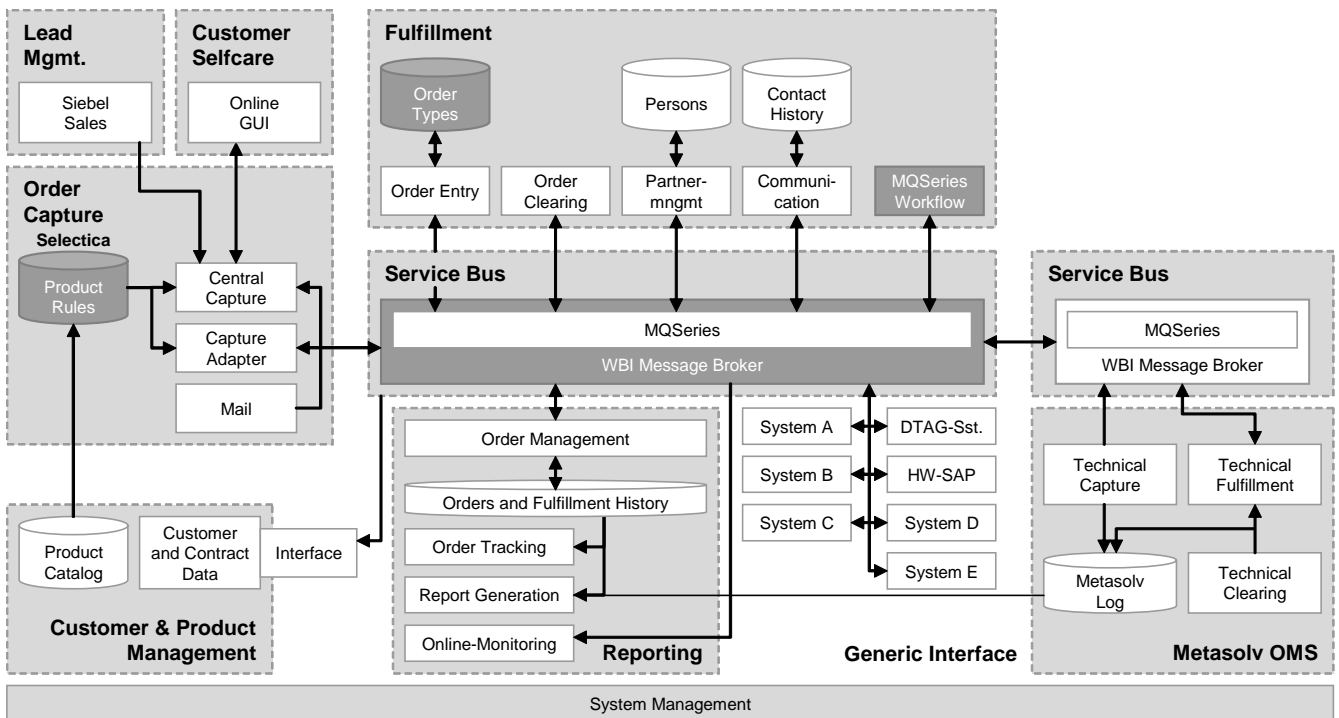 Lead
Mgmt.
Siebel
Sales
Customer
Selfcare
Online
GUI
Fulfillment
Order
Types
Persons
Contact
History
Order Entry
Order
Clearing
Partner-
mngmt
Communi-
cation
MQSeries
Workflow
Order
Capture
Selectica
Product
Rules
Central
Capture
Capture
Adapter
Mail
Service Bus
MQSeries
WBI Message Broker
Service Bus
MQSeries
WBI Message Broker
Order Management
Orders and Fulfillment History
Order Tracking
Report Generation
Online-Monitoring
Reporting
System A
DTAG-Sst.
System B
HW-SAP
System C
System D
System E
Generic Interface
Technical
Capture
Technical
Fulfillment
Metasolv
Log
Technical
Clearing
Metasolv OMS
Product
Catalog
Customer
and Contract
Data
Interface
Customer & Product
Management
System Management